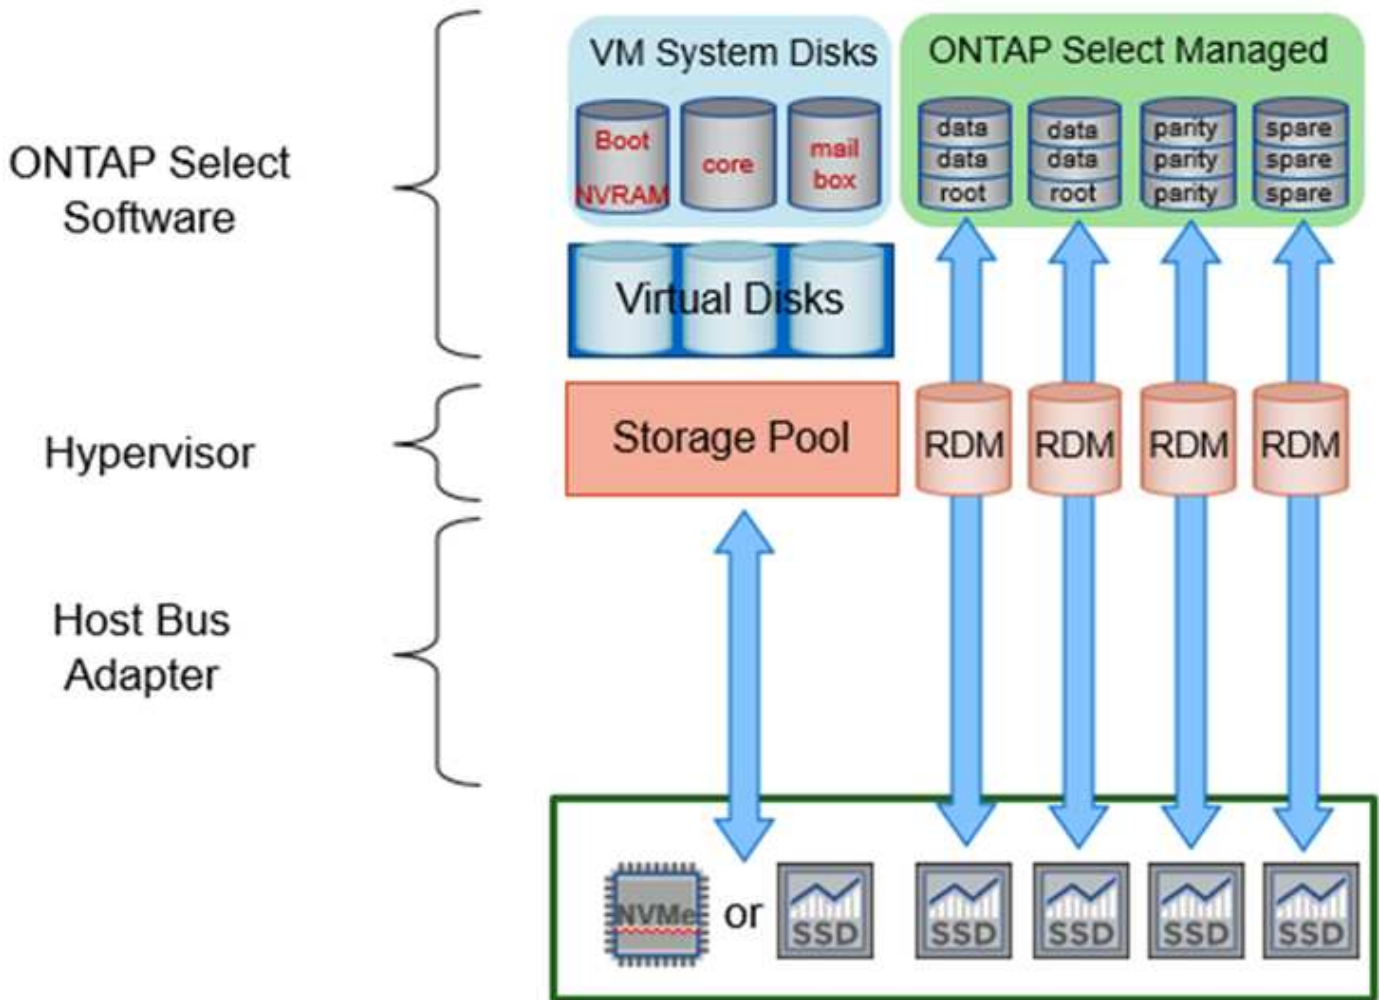 VM System Disks
ONTAP Select Managed
Boot
NVRAM
core
mail
box
data
data
root
data
data
root
parity
parity
parity
spare
spare
spare
ONTAP Select
Software
Virtual Disks
Hypervisor
Storage Pool
RDM
RDM
RDM
RDM
Host Bus
Adapter
NVMe
or
SSD
SSD
SSD
SSD
SSD